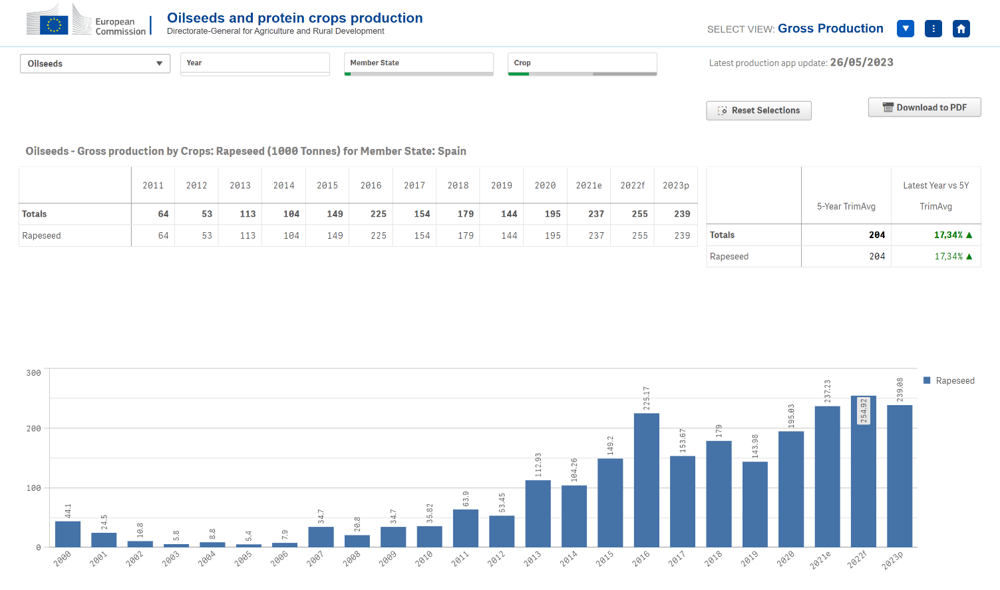 European
Commission
Oilseeds and protein crops production
Directorate-General for Agriculture and Rural Development
SELECT VIEW: Gross Production
Oilseeds
Year
Member State
Crop
Latest production app update: 26/05/2023
Reset Selections
Download to PDF
Oilseeds - Gross production by Crops: Rapeseed (1000 Tonnes) for Member State: Spain
2011 2012 2013 2014 2015 2016 2017 2018 2019 2020 2021e 2022f 2023p
Totals 64 53 113 104 149 225 154 179 144 195 237 255 239
Rapeseed 64 53 113 104 149 225 154 179 144 195 237 255 239
5-Year TrimAvg
Latest Year vs 5Y
TrimAvg
Totals 204 17,34% ▲
Rapeseed 204 17,34% ▲
300
200
100
0
44.1
24.5
10.8
5.8
8.8
5.4
7.9
34.7
20.8
34.7
35.82
63.9
53.45
112.93
104.26
149.2
225.17
153.67
179
143.98
195.03
237.23
254.92
239.08
Rapeseed
2000 2001 2002 2003 2004 2005 2006 2007 2008 2009 2010 2011 2012 2013 2014 2015 2016 2017 2018 2019 2020 2021e 2022f 2023p